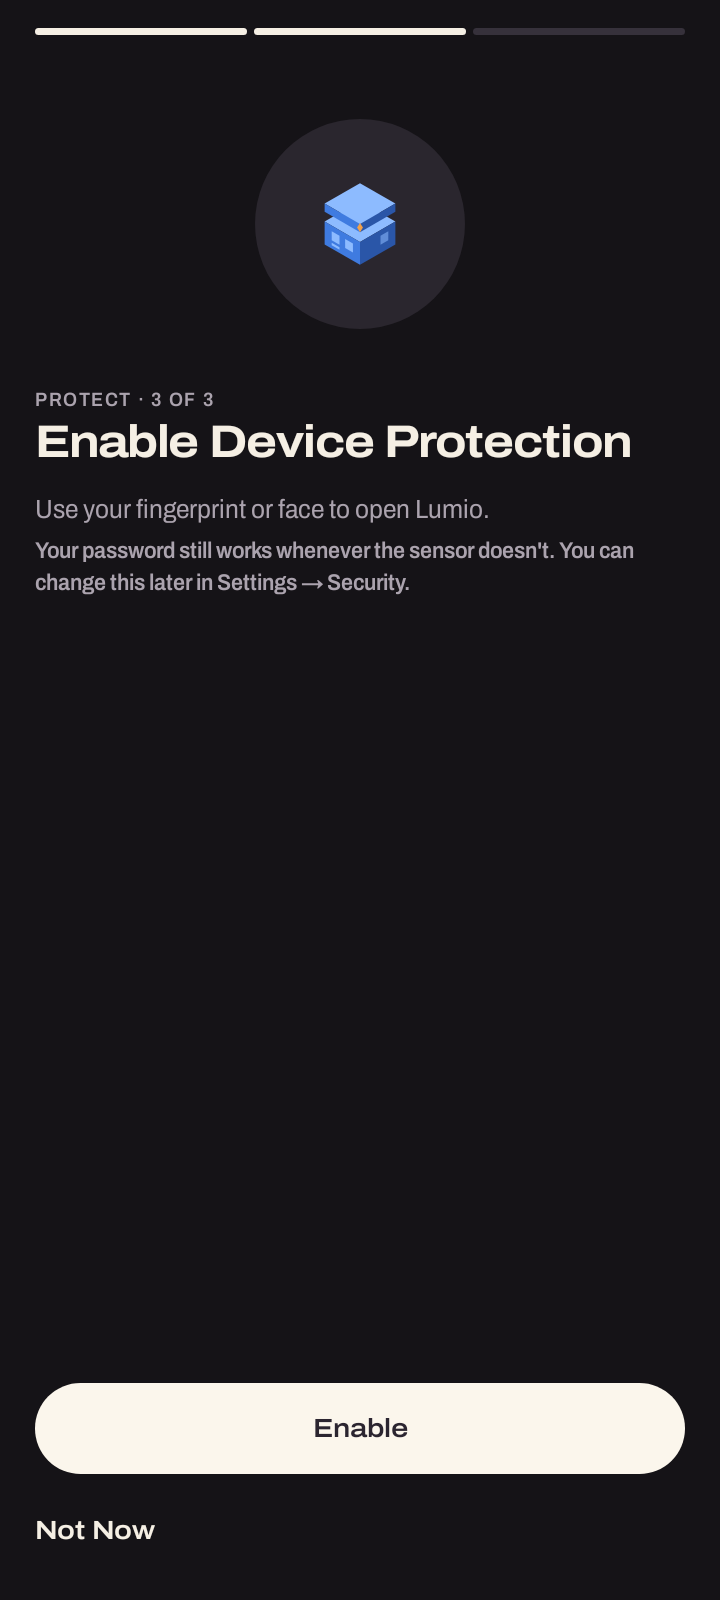 PROTECT · 3 OF 3
Enable Device Protection
Use your fingerprint or face to open Lumio.
Your password still works whenever the sensor doesn't. You can
change this later in Settings → Security.
Enable
Not Now